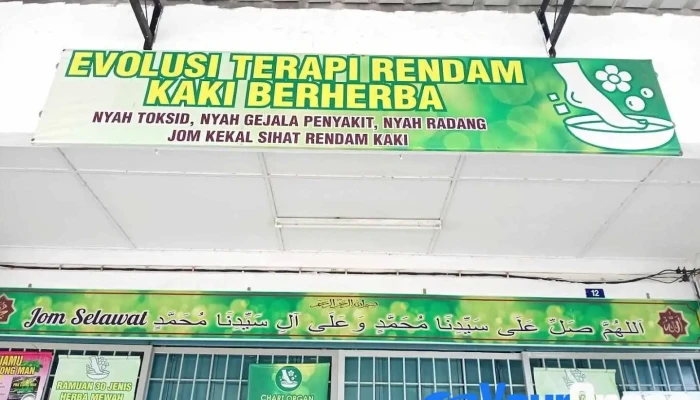 EVOLUSI TERAPI RENDAM
KAKI BERHERBA
NYAH TOKSID, NYAH GEJALA PENYAKIT, NYAH RADANG
JOM KEKAL SIHAT RENDAM KAKI
12
Jom Selawat اَللهُمَّ صَلِّ عَلَى سَيِّدِنَا مُحَمَّدٍ وَ عَلَى آلِ سَيِّدِنَا مُحَمَّدٍ
RAMUAN 30 JENIS
HERBA MEWAH
CHART ORGAN